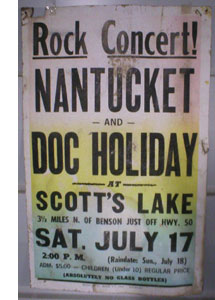 Rock Concert!
NANTUCKET
— AND —
DOC HOLIDAY
AT
SCOTT'S LAKE
3½ MILES N. OF BENSON JUST OFF HWY. 50
SAT. JULY 17
2:00 P. M. (Raindate: Sun., July 18)
ADM. $5.00 — CHILDREN (Under 10) REGULAR PRICE
(ABSOLUTELY NO GLASS BOTTLES)